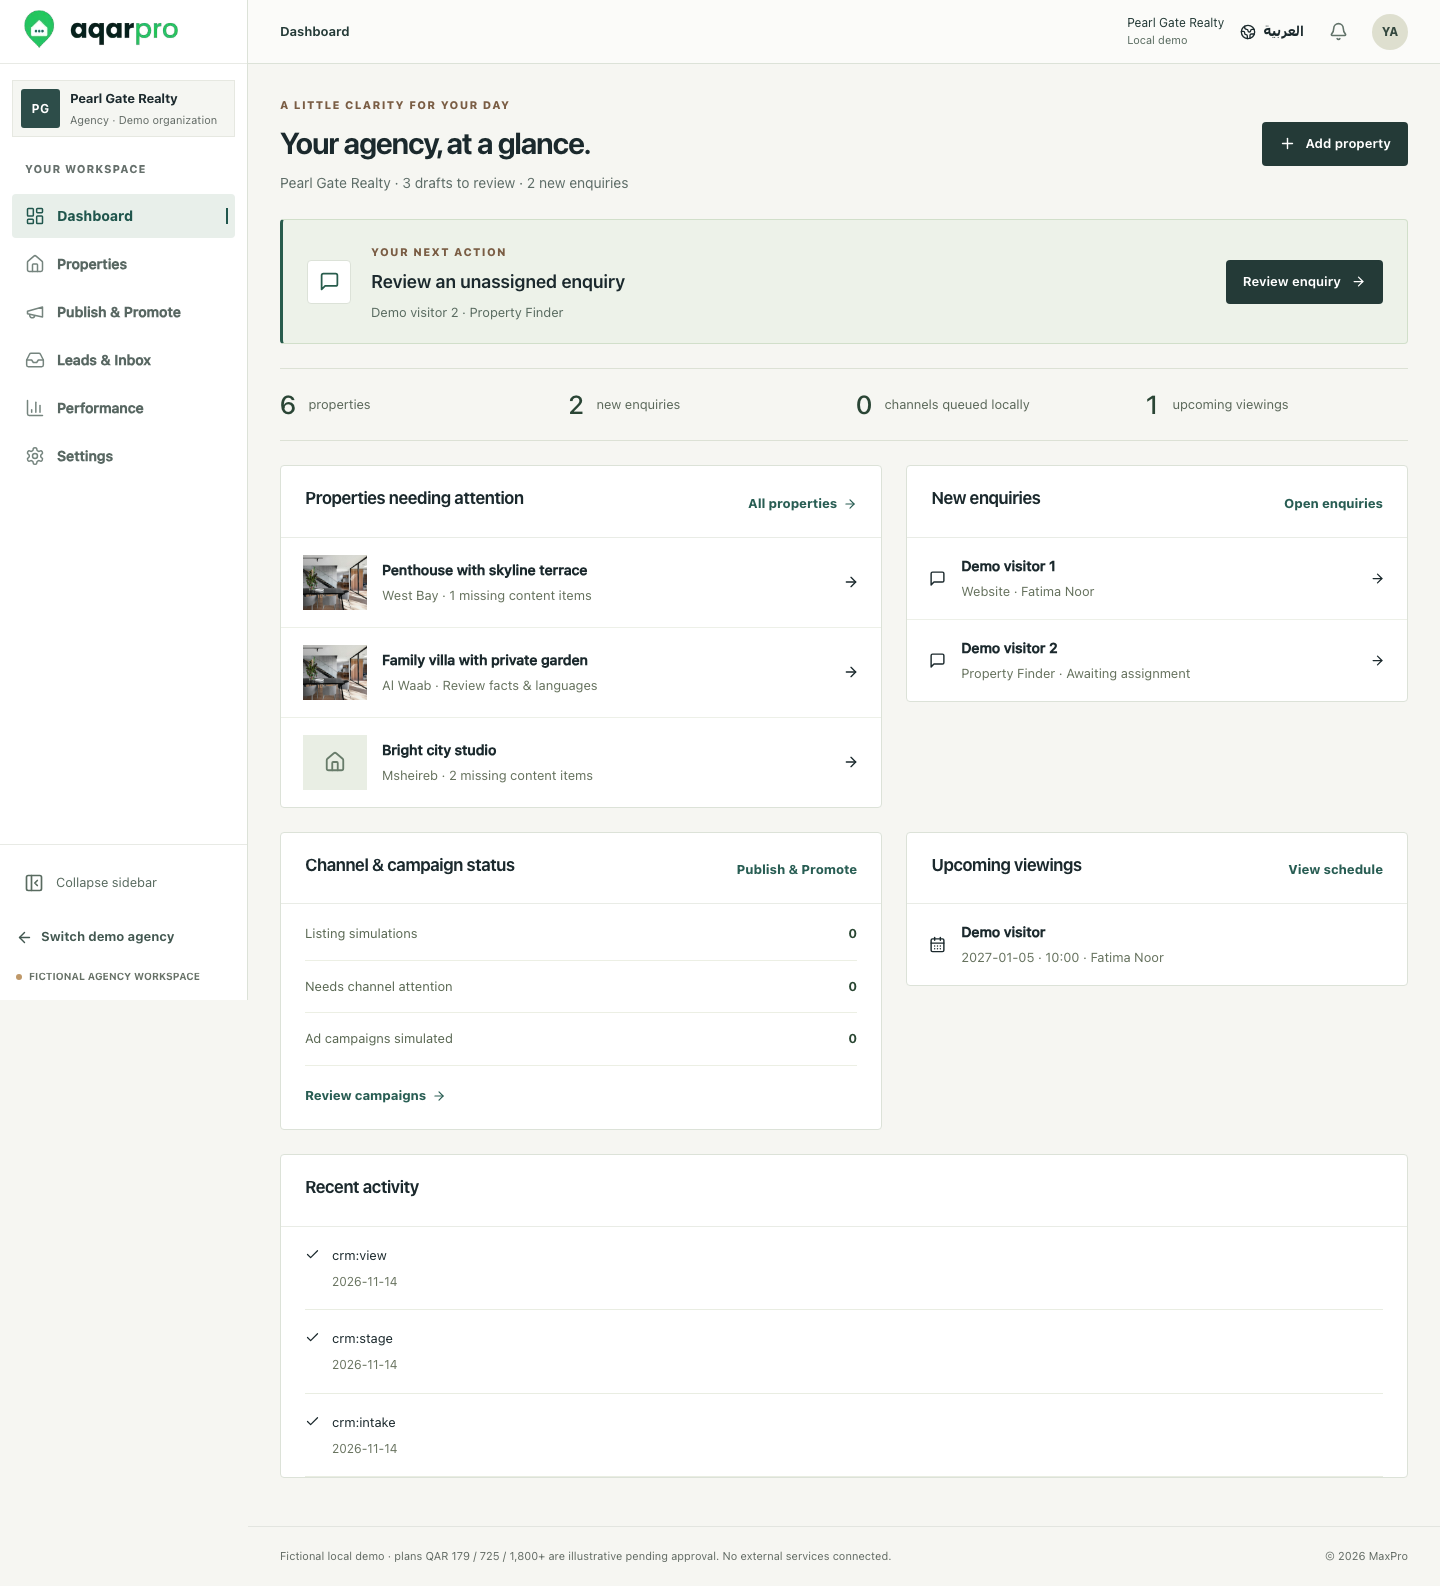 aqarpro
Dashboard
Pearl Gate Realty
Local demo
العربية
YA
PG
Pearl Gate Realty
Agency · Demo organization
YOUR WORKSPACE
Dashboard
Properties
Publish & Promote
Leads & Inbox
Performance
Settings
Collapse sidebar
Switch demo agency
FICTIONAL AGENCY WORKSPACE
A LITTLE CLARITY FOR YOUR DAY
Your agency, at a glance.
Pearl Gate Realty · 3 drafts to review · 2 new enquiries
Add property
YOUR NEXT ACTION
Review an unassigned enquiry
Demo visitor 2 · Property Finder
Review enquiry
6 properties
2 new enquiries
0 channels queued locally
1 upcoming viewings
Properties needing attention
All properties
Penthouse with skyline terrace
West Bay · 1 missing content items
Family villa with private garden
Al Waab · Review facts & languages
Bright city studio
Msheireb · 2 missing content items
New enquiries
Open enquiries
Demo visitor 1
Website · Fatima Noor
Demo visitor 2
Property Finder · Awaiting assignment
Channel & campaign status
Publish & Promote
Listing simulations 0
Needs channel attention 0
Ad campaigns simulated 0
Review campaigns
Upcoming viewings
View schedule
Demo visitor
2027-01-05 · 10:00 · Fatima Noor
Recent activity
crm:view
2026-11-14
crm:stage
2026-11-14
crm:intake
2026-11-14
Fictional local demo · plans QAR 179 / 725 / 1,800+ are illustrative pending approval. No external services connected.
© 2026 MaxPro